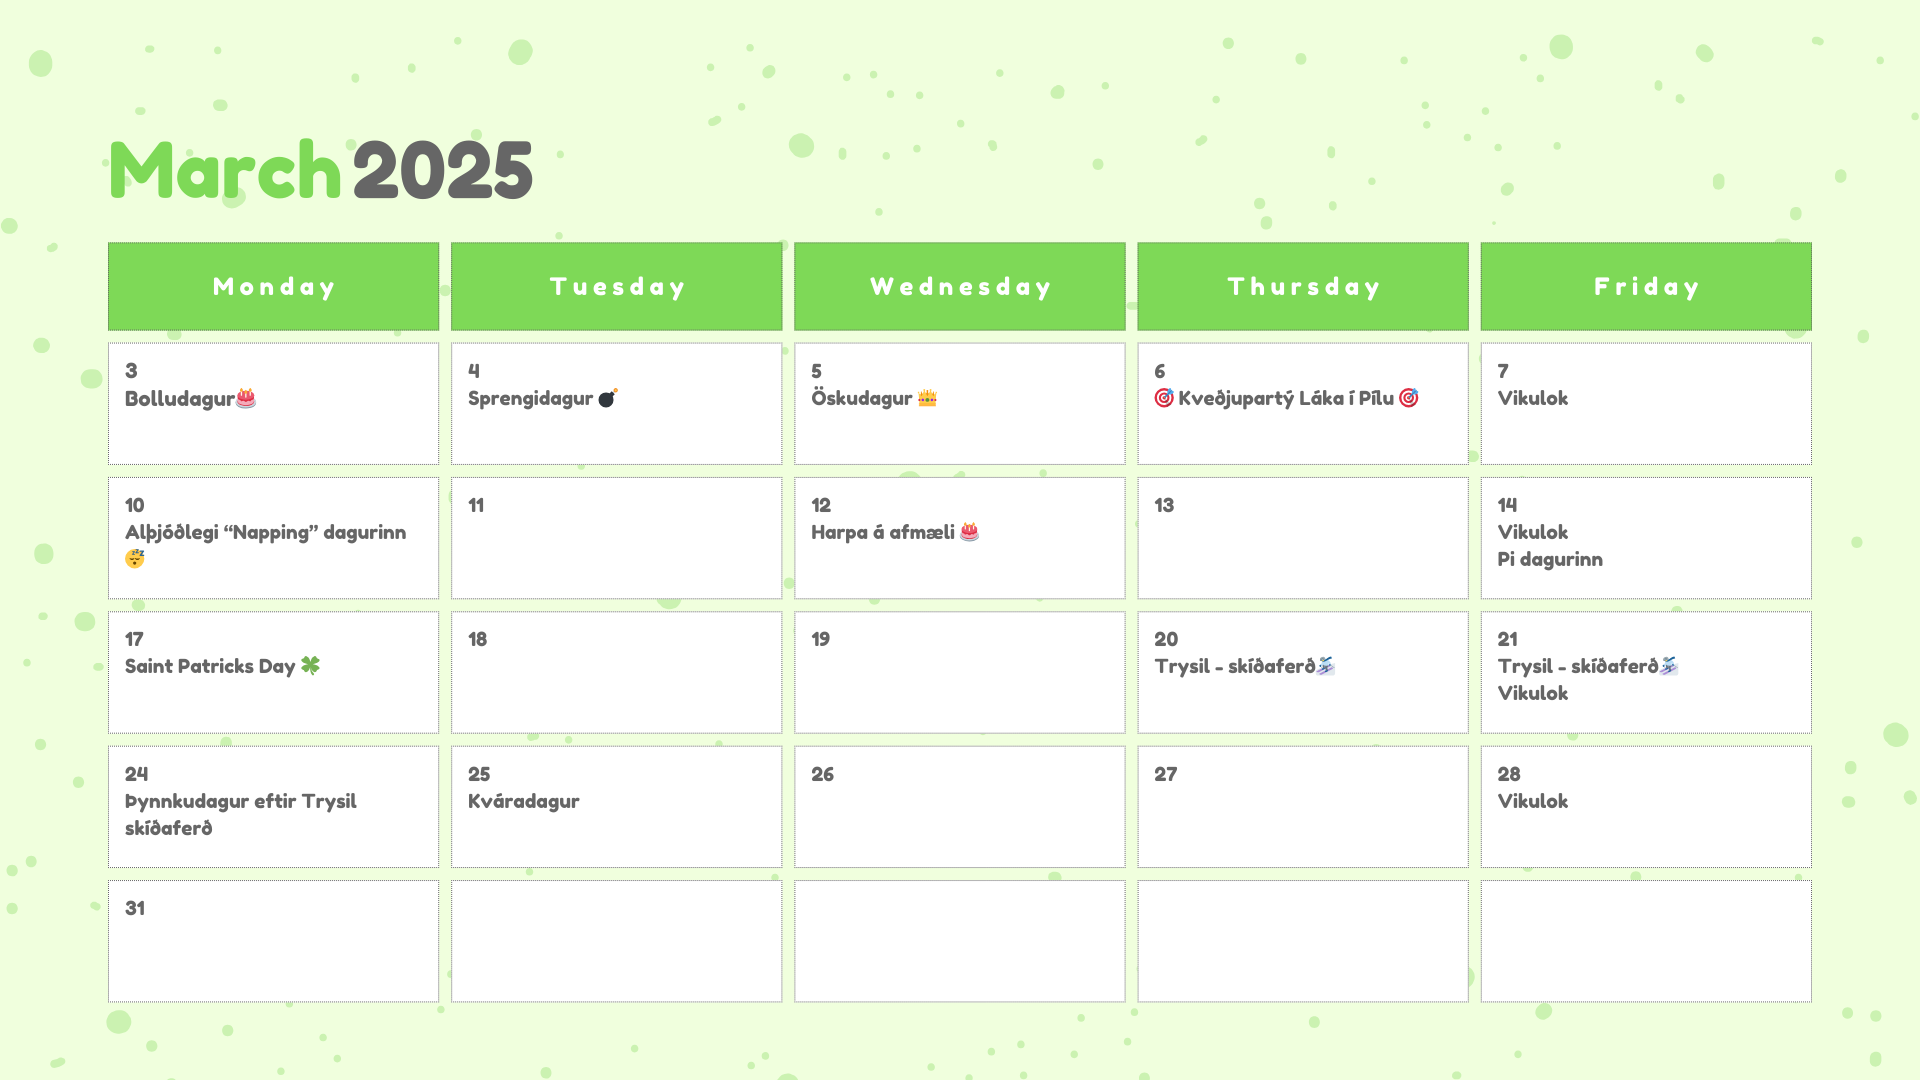 March 2025
Monday
Tuesday
Wednesday
Thursday
Friday
3
Bolludagur🎂
4
Sprengidagur 💣
5
Öskudagur 👑
6
🎯 Kveðjupartý Láka í Pílu 🎯
7
Vikulok
10
Alþjóðlegi “Napping” dagurinn
😴
11
12
Harpa á afmæli 🎂
13
14
Vikulok
Pi dagurinn
17
Saint Patricks Day 🍀
18
19
20
Trysil - skíðaferð⛷
21
Trysil - skíðaferð⛷
Vikulok
24
Þynnkudagur eftir Trysil
skíðaferð
25
Kváradagur
26
27
28
Vikulok
31